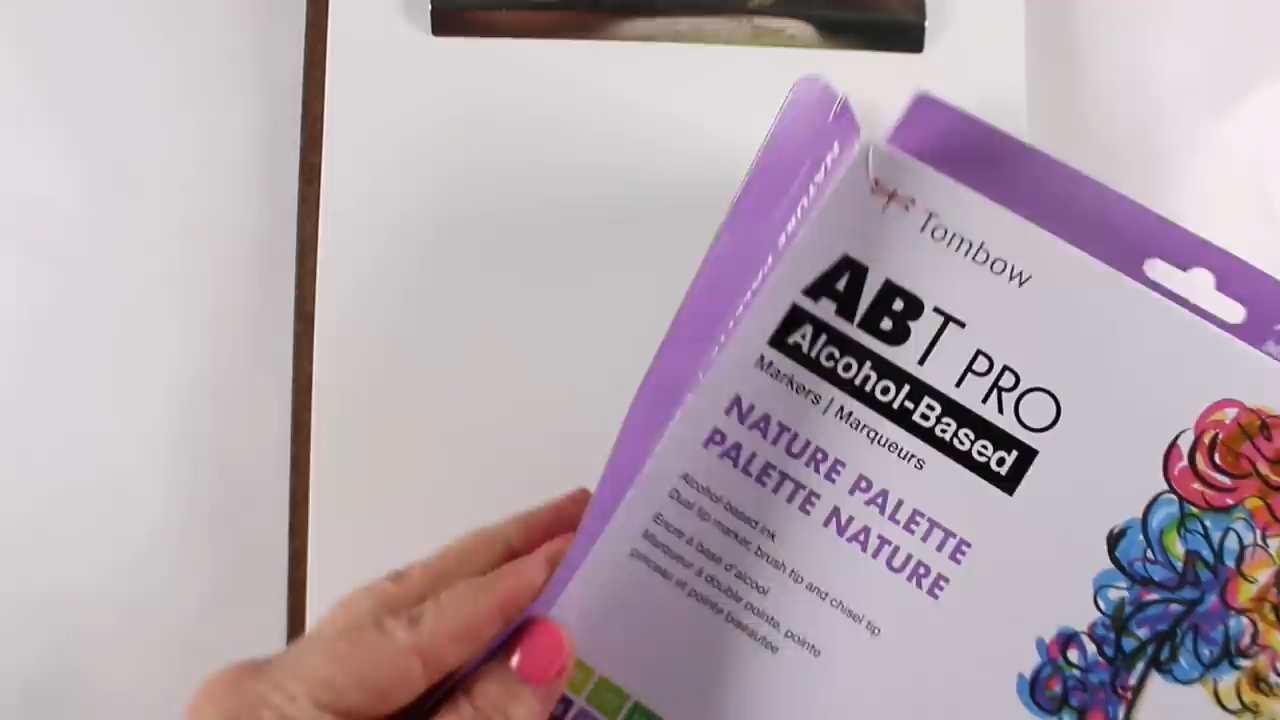 Tombow
ABT PRO
Alcohol-Based
Markers | Marqueurs
NATURE PALETTE
PALETTE NATURE
Alcohol-based ink
Dual tip marker, brush tip and chisel tip
Encre à base d'alcool
Marqueur à double pointe, pointe
pinceau et pointe biseautée
NATURE